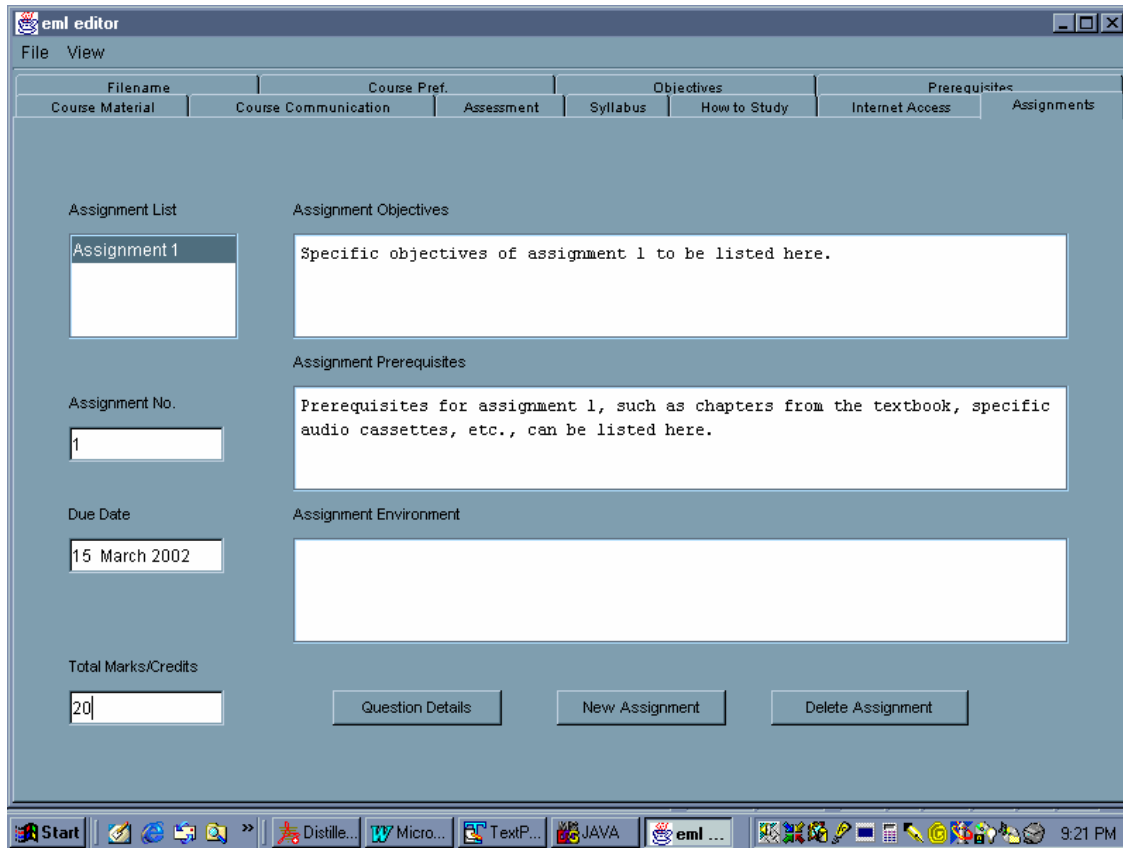 eml editor
File View
Filename Course Pref. Objectives Prerequisites
Course Material Course Communication Assessment Syllabus How to Study Internet Access Assignments
Assignment List
Assignment 1
Assignment Objectives
Specific objectives of assignment 1 to be listed here.
Assignment Prerequisites
Prerequisites for assignment 1, such as chapters from the textbook, specific
audio cassettes, etc., can be listed here.
Assignment No.
1
Due Date
15 March 2002
Assignment Environment
Total Marks/Credits
20
Question Details New Assignment Delete Assignment
Start » Distille... Micro... TextP... JAVA eml ... 9:21 PM